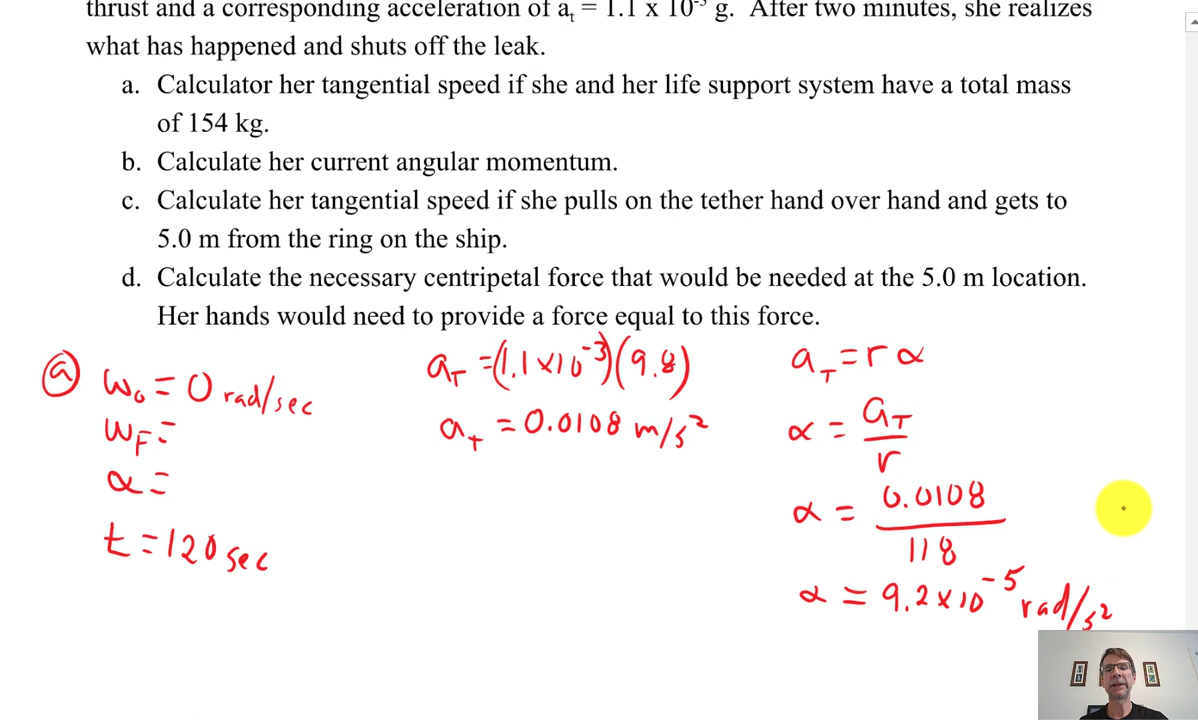 thrust and a corresponding acceleration of aₜ = 1.1 x 10⁻³ g. After two minutes, she realizes
what has happened and shuts off the leak.
a. Calculator her tangential speed if she and her life support system have a total mass
of 154 kg.
b. Calculate her current angular momentum.
c. Calculate her tangential speed if she pulls on the tether hand over hand and gets to
5.0 m from the ring on the ship.
d. Calculate the necessary centripetal force that would be needed at the 5.0 m location.
Her hands would need to provide a force equal to this force.
ⓐ ω₀ = 0 rad/sec
ω_F =
α =
t = 120 sec
a_T = (1.1 x 10⁻³)(9.8)
a_T = 0.0108 m/s²
a_T = r α
α = a_T / r
α = 0.0108 / 118
α = 9.2 x 10⁻⁵ rad/s²